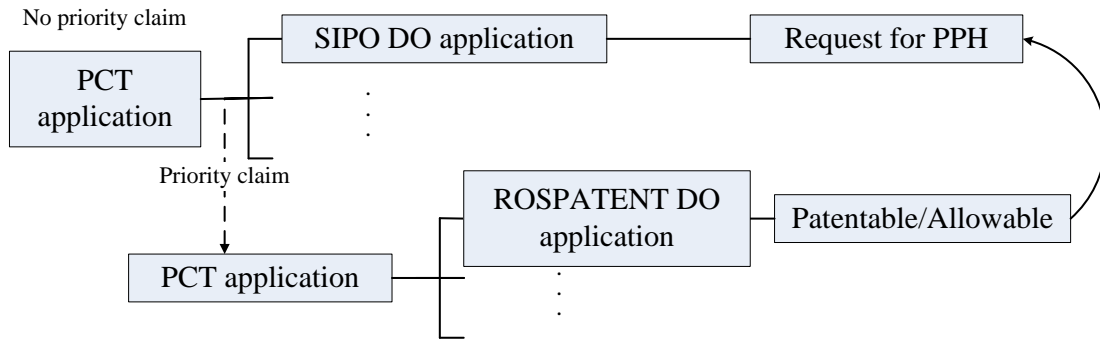 No priority claim
PCT
application
SIPO DO application
Request for PPH
Priority claim
PCT application
ROSPATENT DO
application
Patentable/Allowable